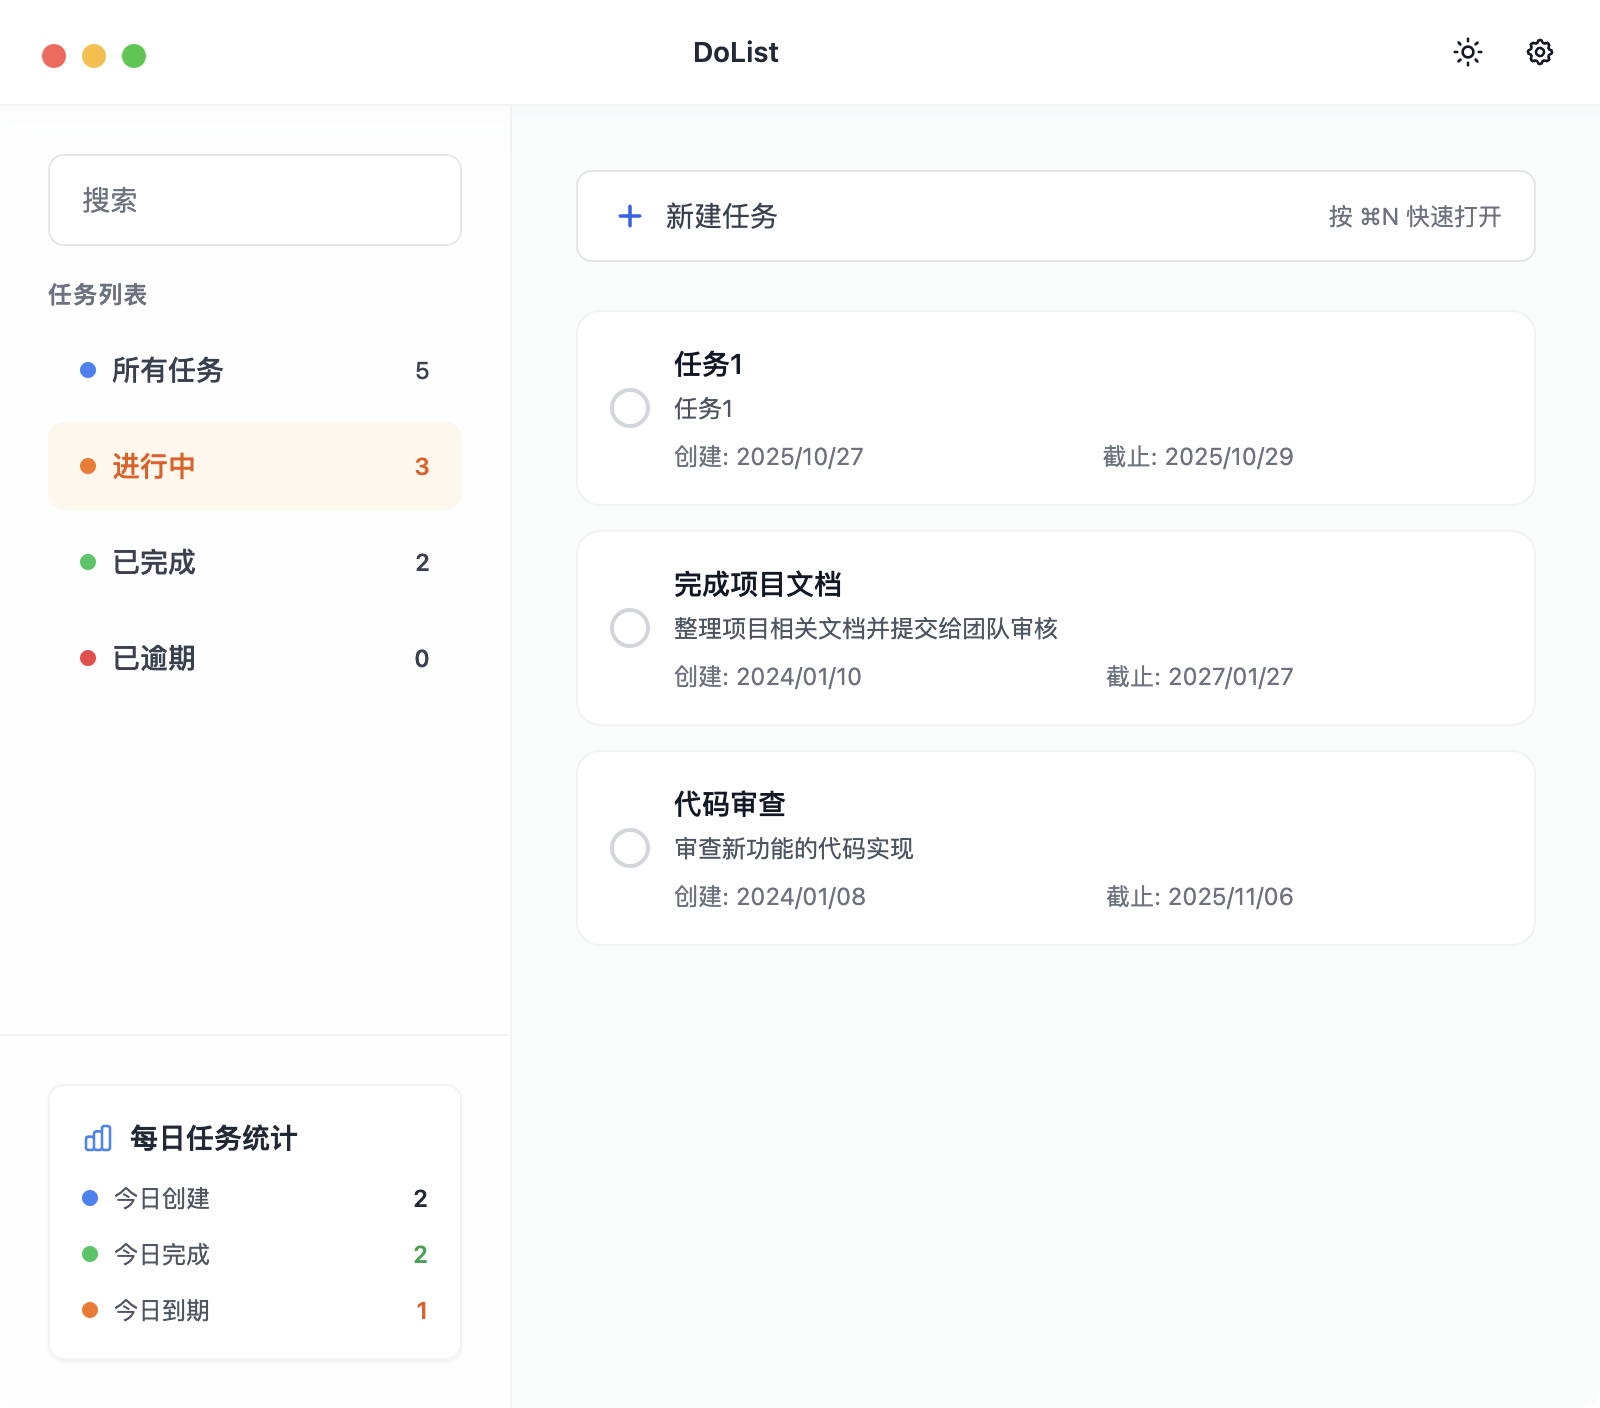 DoList
搜索
任务列表
所有任务 5
进行中 3
已完成 2
已逾期 0
每日任务统计
今日创建 2
今日完成 2
今日到期 1
新建任务 按 ⌘N 快速打开
任务1
任务1
创建: 2025/10/27 截止: 2025/10/29
完成项目文档
整理项目相关文档并提交给团队审核
创建: 2024/01/10 截止: 2027/01/27
代码审查
审查新功能的代码实现
创建: 2024/01/08 截止: 2025/11/06